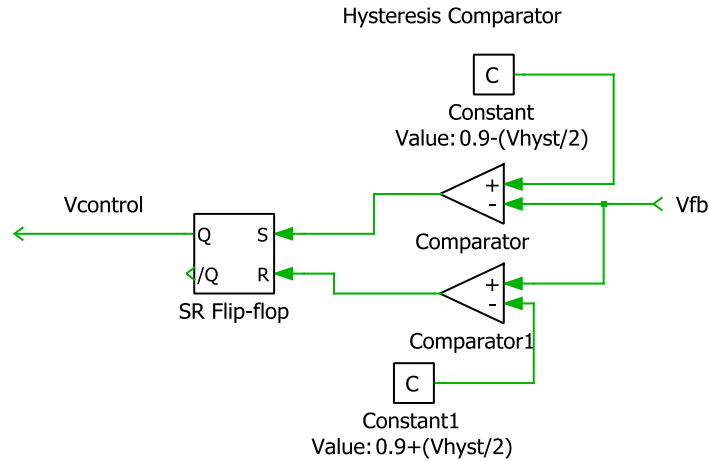 Hysteresis Comparator
C
Constant
Value: 0.9-(Vhyst/2)
+
-
Vcontrol
Vfb
Q
S
Comparator
/Q
R
+
-
SR Flip-flop
Comparator1
C
Constant1
Value: 0.9+(Vhyst/2)